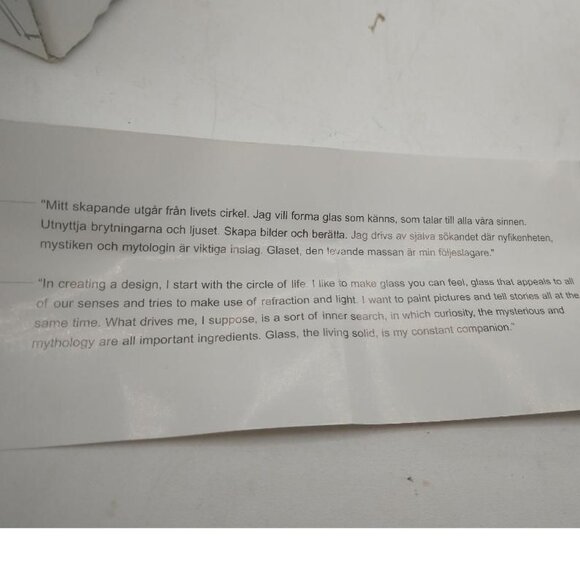 "Mitt skapande utgår från livets cirkel. Jag vill forma glas som känns, som talar till alla våra sinnen.
Utnyttja brytningarna och ljuset. Skapa bilder och berätta. Jag drivs av själva sökandet där nyfikenheten,
mystiken och mytologin är viktiga inslag. Glaset, den levande massan är min följeslagare."
"In creating a design, I start with the circle of life. I like to make glass you can feel, glass that appeals to all
of our senses and tries to make use of refraction and light. I want to paint pictures and tell stories all at the
same time. What drives me, I suppose, is a sort of inner search, in which curiosity, the mysterious and
mythology are all important ingredients. Glass, the living solid, is my constant companion."